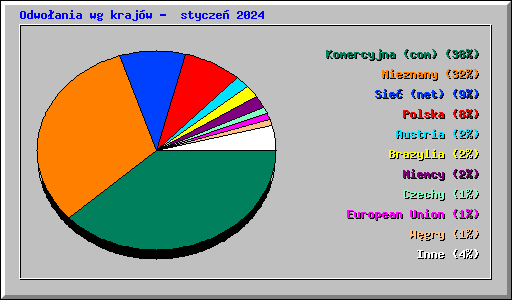 Odwołania wg krajów -  styczeń 2024
Komercyjna (com) (38%)
Nieznany (32%)
Sieć (net) (9%)
Polska (8%)
Austria (2%)
Brazylia (2%)
Niemcy (2%)
Czechy (1%)
European Union (1%)
Węgry (1%)
Inne (4%)